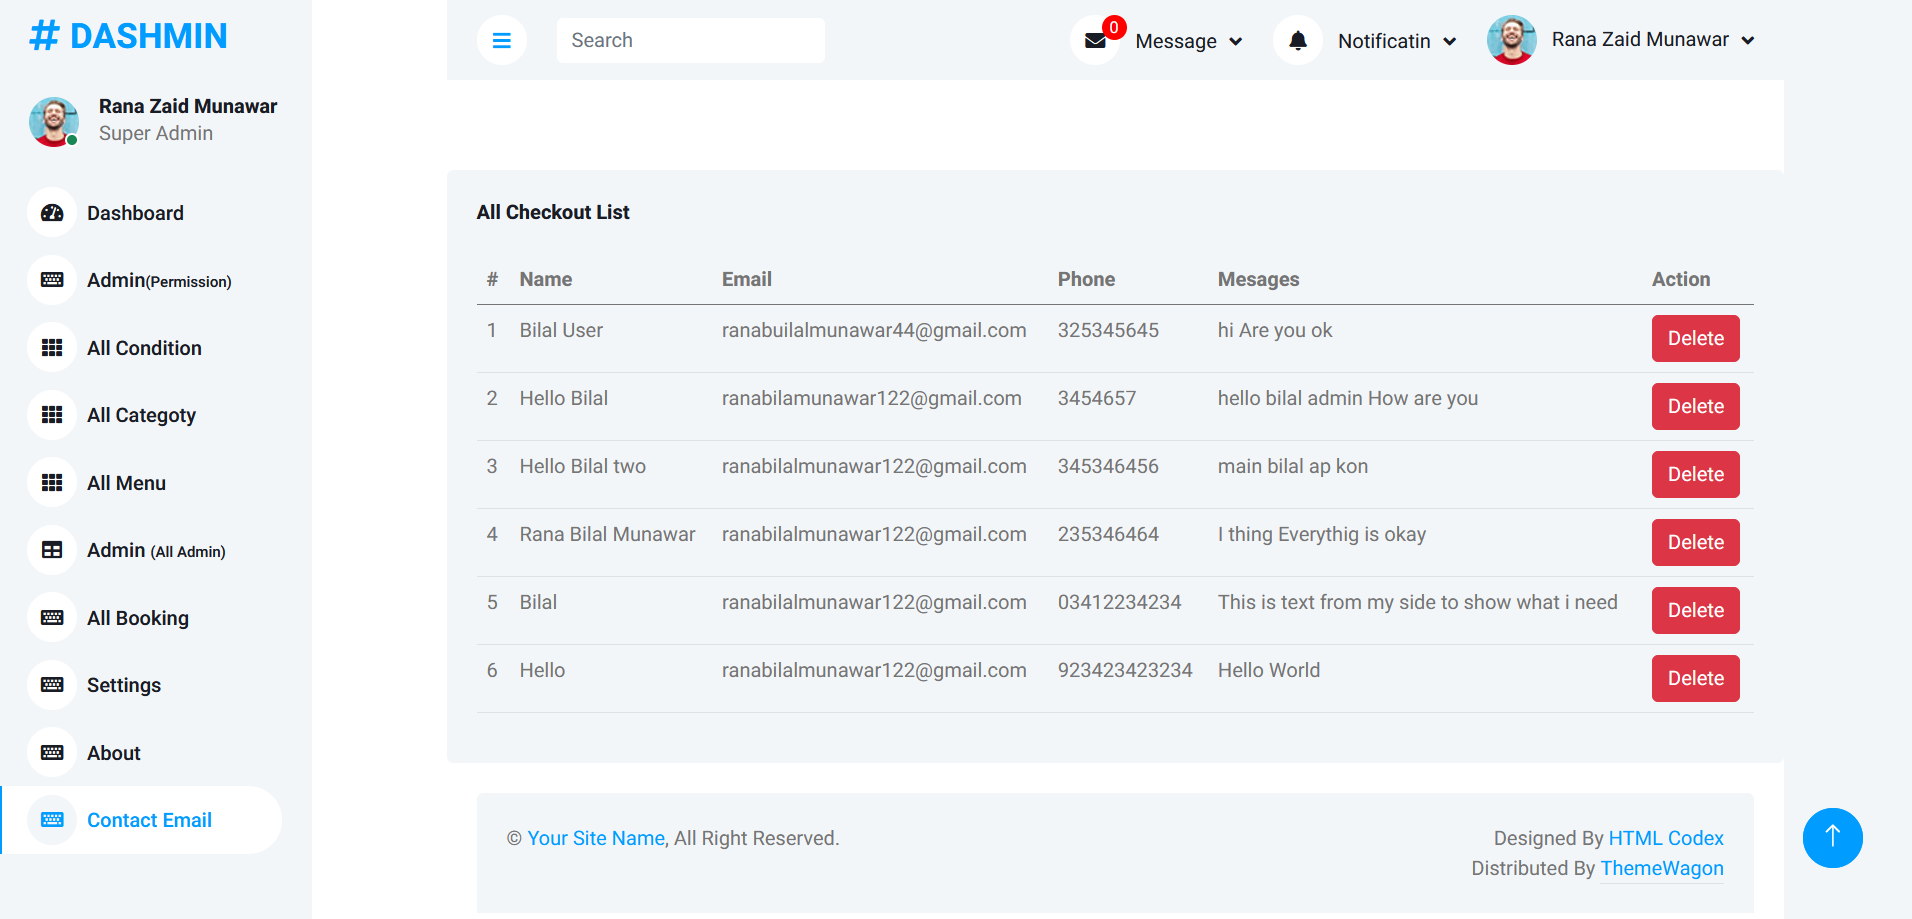 # DASHMIN
Rana Zaid Munawar
Super Admin
Dashboard
Admin(Permission)
All Condition
All Categoty
All Menu
Admin (All Admin)
All Booking
Settings
About
Contact Email
Search
0
Message
Notificatin
Rana Zaid Munawar
All Checkout List
# Name Email Phone Mesages Action
1 Bilal User ranabuilalmunawar44@gmail.com 325345645 hi Are you ok Delete
2 Hello Bilal ranabilamunawar122@gmail.com 3454657 hello bilal admin How are you Delete
3 Hello Bilal two ranabilalmunawar122@gmail.com 345346456 main bilal ap kon Delete
4 Rana Bilal Munawar ranabilalmunawar122@gmail.com 235346464 I thing Everythig is okay Delete
5 Bilal ranabilalmunawar122@gmail.com 03412234234 This is text from my side to show what i need Delete
6 Hello ranabilalmunawar122@gmail.com 923423423234 Hello World Delete
© Your Site Name, All Right Reserved.
Designed By HTML Codex
Distributed By ThemeWagon